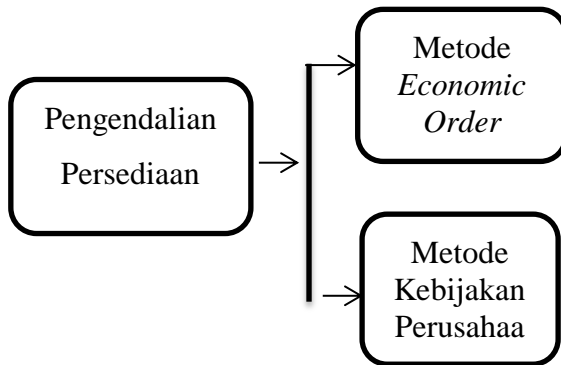 Pengendalian
Persediaan
Metode
Economic
Order
Metode
Kebijakan
Perusahaa